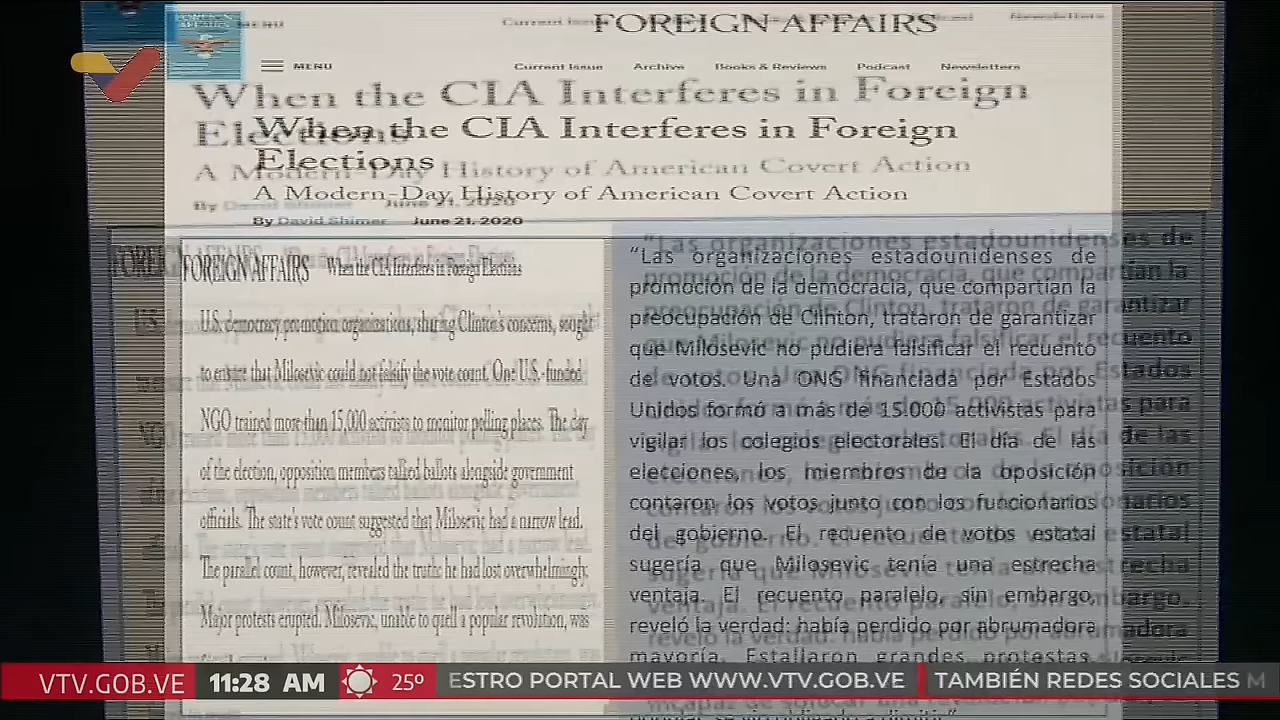 FOREIGN AFFAIRS
MENU
Current Issue Archive Books & Reviews Podcast Newsletters
When the CIA Interferes in Foreign
Elections
A Modern-Day History of American Covert Action
By David Shimer June 21, 2020
FOREIGN AFFAIRS When the CIA Interferes in Foreign Elections
U.S. democracy promotion organizations, sharing Clinton's concerns, sought
to ensure that Milosevic could not falsify the vote count. One U.S.-funded
NGO trained more than 15,000 activists to monitor polling places. The day
of the election, opposition members tallied ballots alongside government
officials. The state's vote count suggested that Milosevic had a narrow lead.
The parallel count, however, revealed the truth: he had lost overwhelmingly.
Major protests erupted. Milosevic, unable to quell a popular revolution, was
"Las organizaciones estadounidenses de
promoción de la democracia, que compartían la
preocupación de Clinton, trataron de garantizar
que Milosevic no pudiera falsificar el recuento
de votos. Una ONG financiada por Estados
Unidos formó a más de 15.000 activistas para
vigilar los colegios electorales. El día de las
elecciones, los miembros de la oposición
contaron los votos junto con los funcionarios
del gobierno. El recuento de votos estatal
sugería que Milosevic tenía una estrecha
ventaja. El recuento paralelo, sin embargo,
reveló la verdad: había perdido por abrumadora
mayoría. Estallaron grandes protestas.
VTV.GOB.VE 11:28 AM 25° ESTRO PORTAL WEB WWW.VTV.GOB.VE TAMBIÉN REDES SOCIALES M